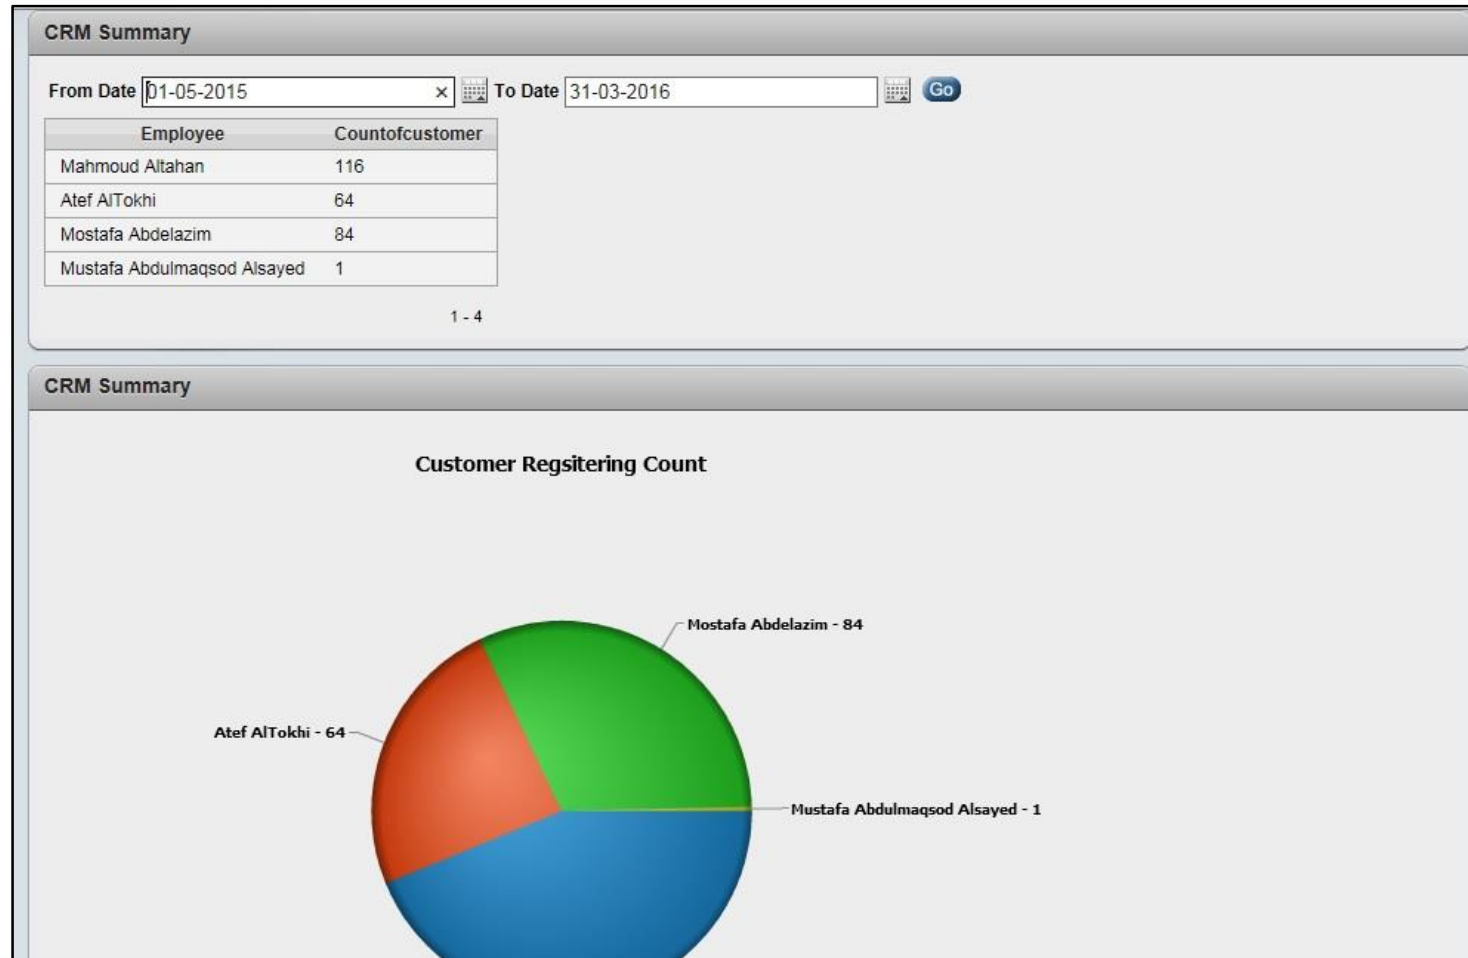 CRM Summary
From Date 01-05-2015 × To Date 31-03-2016 Go
Employee Countofcustomer
Mahmoud Altahan 116
Atef AlTokhi 64
Mostafa Abdelazim 84
Mustafa Abdulmaqsod Alsayed 1
1 - 4
CRM Summary
Customer Regsitering Count
Mostafa Abdelazim - 84
Atef AlTokhi - 64
Mustafa Abdulmaqsod Alsayed - 1